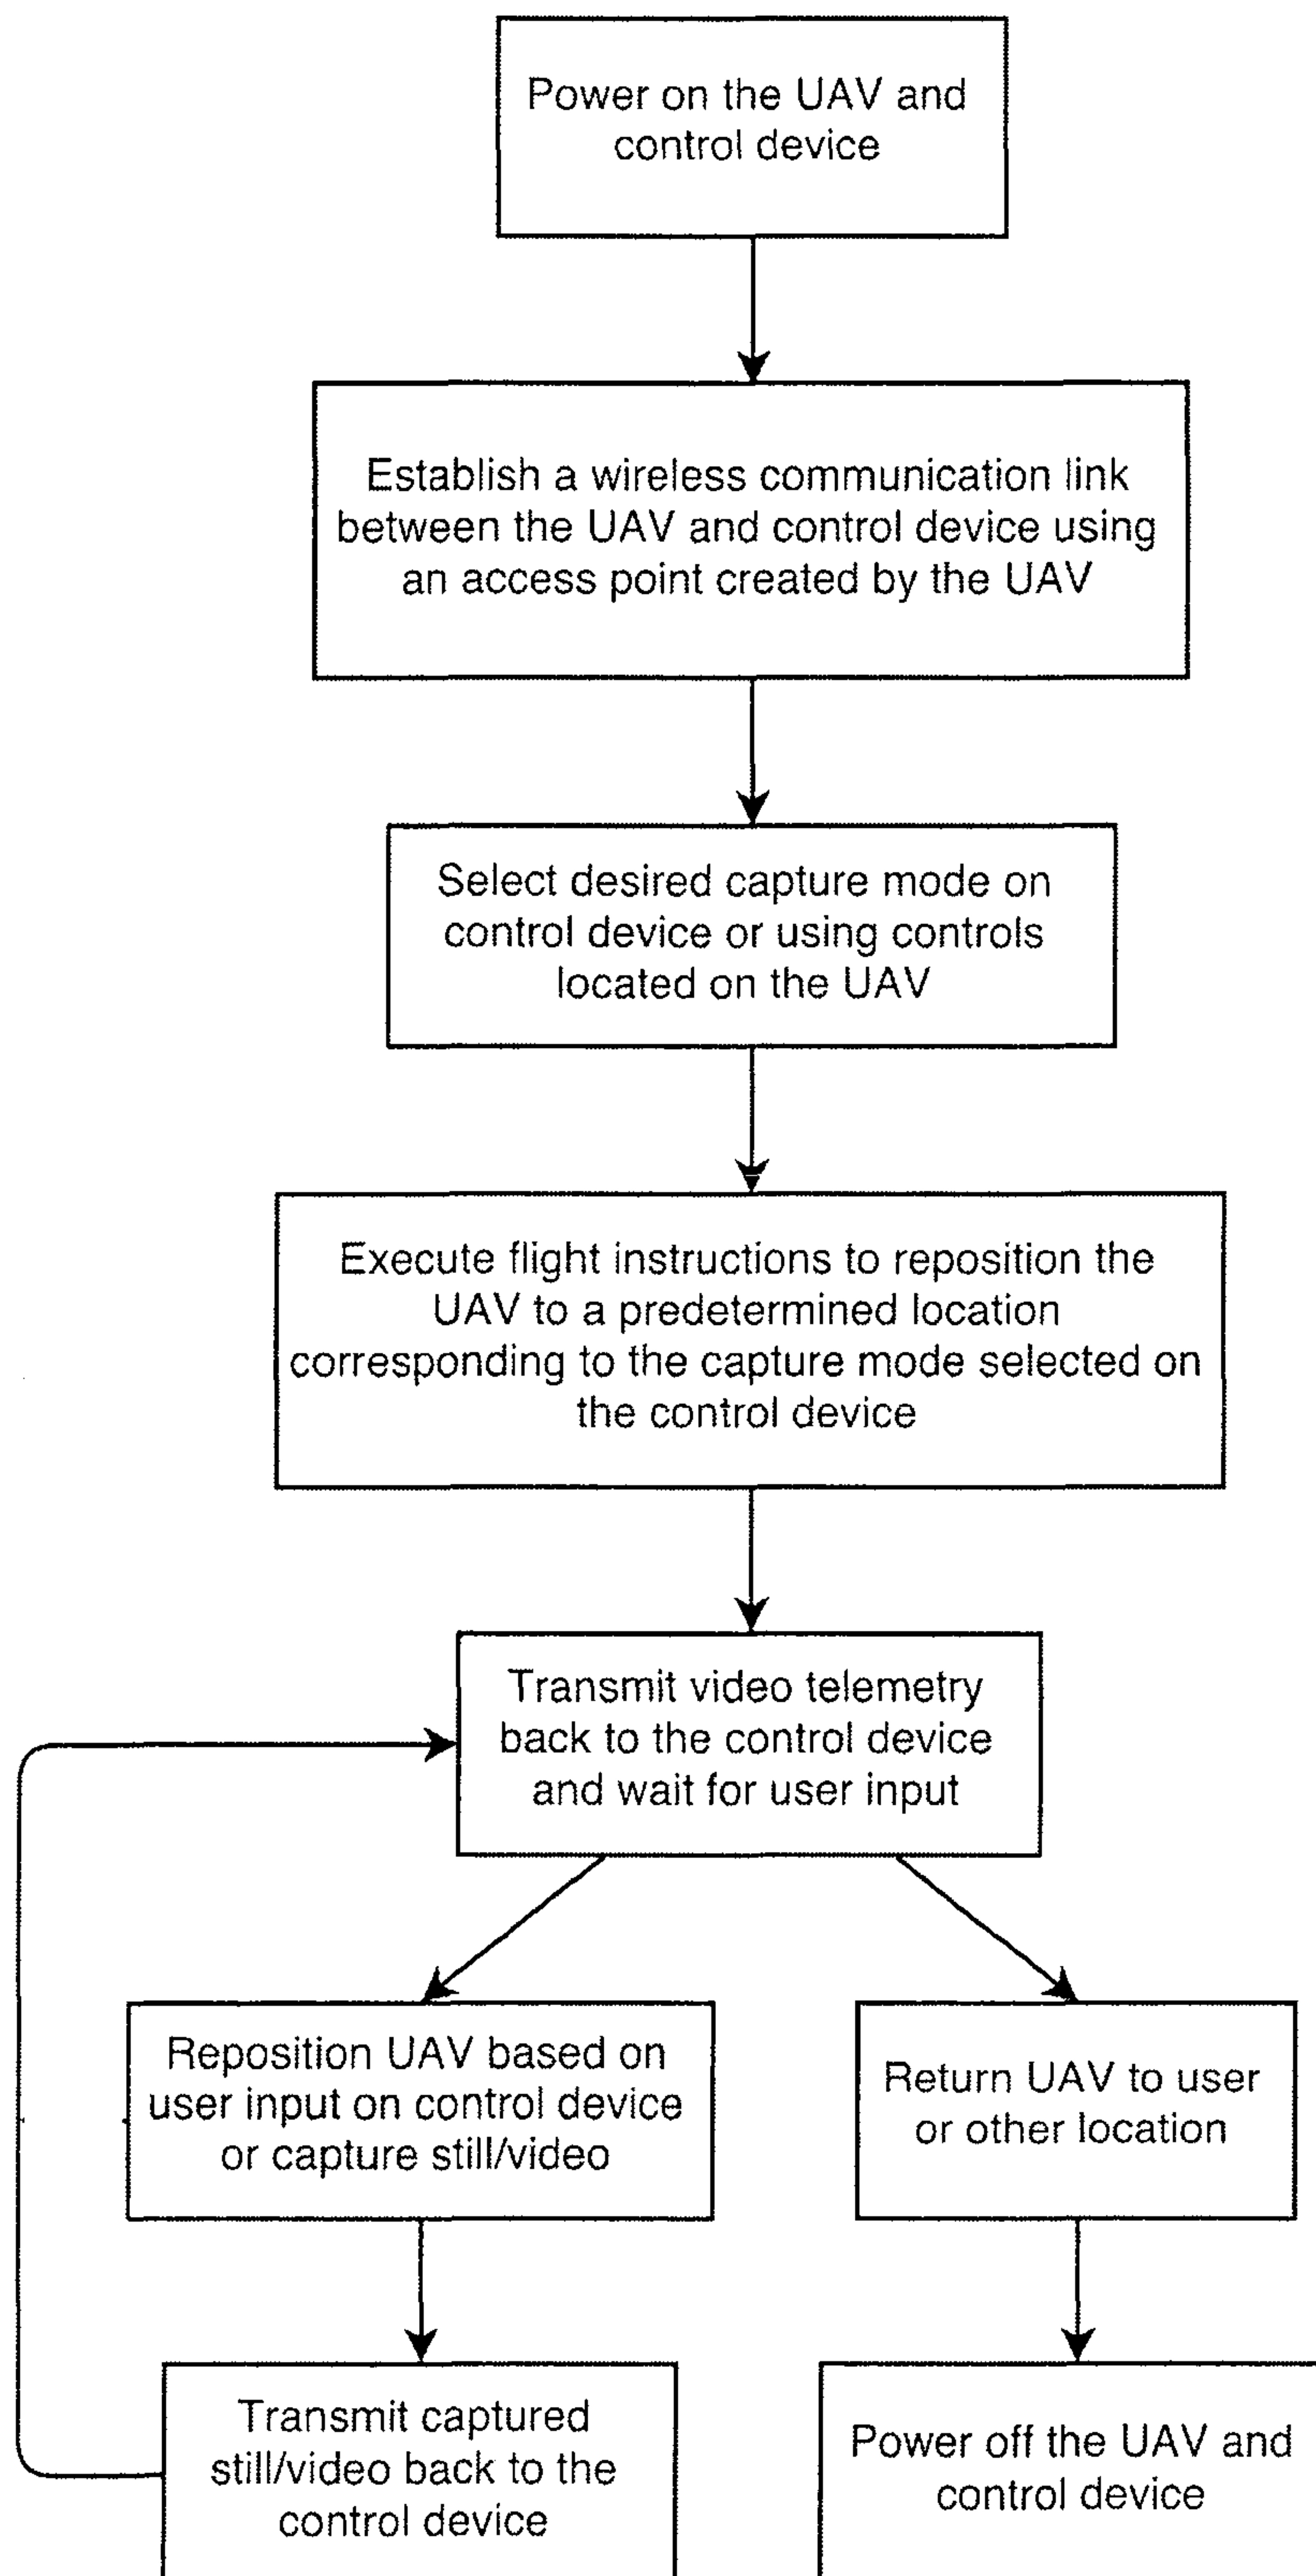 Power on the UAV and
control device
Establish a wireless communication link
between the UAV and control device using
an access point created by the UAV
Select desired capture mode on
control device or using controls
located on the UAV
Execute flight instructions to reposition the
UAV to a predetermined location
corresponding to the capture mode selected on
the control device
Transmit video telemetry
back to the control device
and wait for user input
Reposition UAV based on
user input on control device
or capture still/video
Return UAV to user
or other location
Transmit captured
still/video back to the
control device
Power off the UAV and
control device